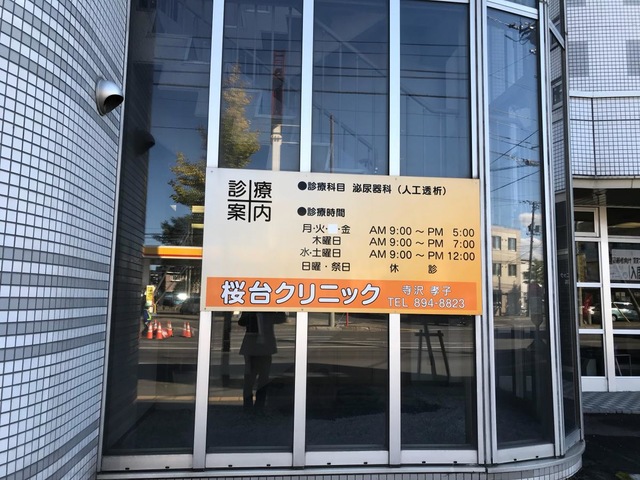 診療
案内
●診療科目 泌尿器科（人工透析）
●診療時間
月・火・ ・金 AM 9:00 ～ PM 5:00
木曜日 AM 9:00 ～ PM 7:00
水・土曜日 AM 9:00 ～ PM 12:00
日曜・祭日 休 診
桜台クリニック 寺沢 孝子
TEL 894-8823